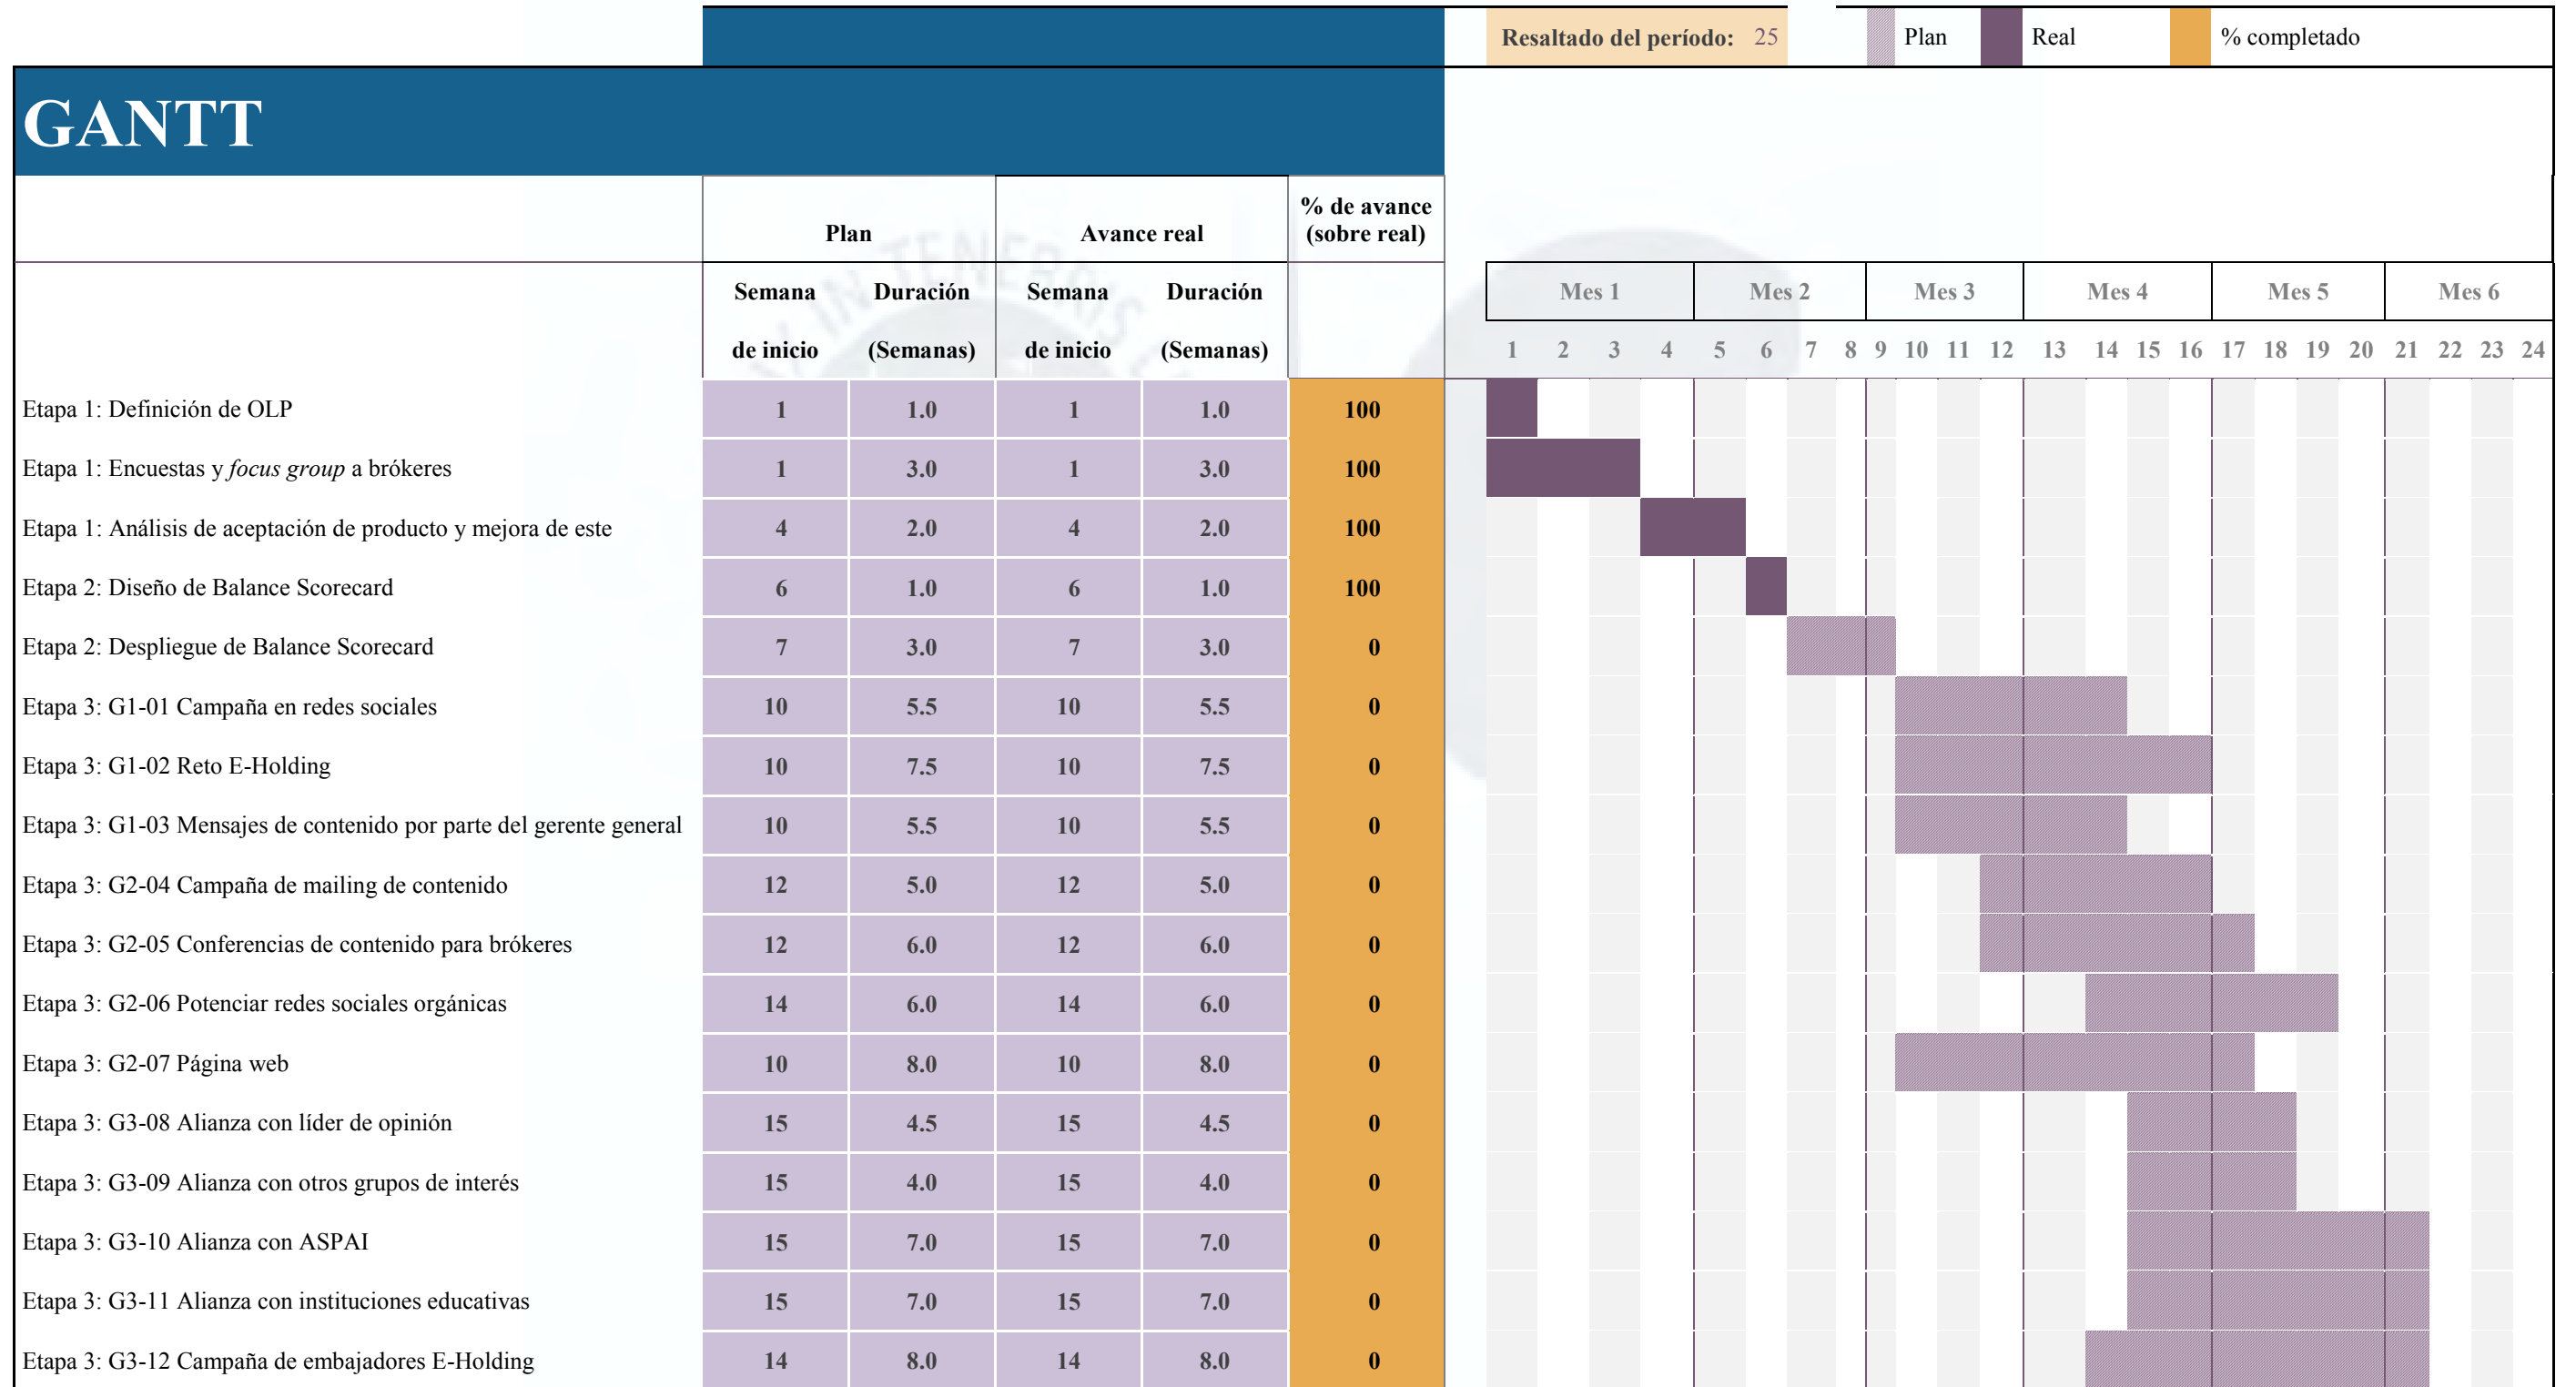 Resaltado del período: 25 Plan Real % completado
GANTT
Plan Avance real % de avance (sobre real)
Semana de inicio Duración (Semanas) Semana de inicio Duración (Semanas) Mes 1 Mes 2 Mes 3 Mes 4 Mes 5 Mes 6
1 2 3 4 5 6 7 8 9 10 11 12 13 14 15 16 17 18 19 20 21 22 23 24
Etapa 1: Definición de OLP 1 1.0 1 1.0 100
Etapa 1: Encuestas y focus group a brókeres 1 3.0 1 3.0 100
Etapa 1: Análisis de aceptación de producto y mejora de este 4 2.0 4 2.0 100
Etapa 2: Diseño de Balance Scorecard 6 1.0 6 1.0 100
Etapa 2: Despliegue de Balance Scorecard 7 3.0 7 3.0 0
Etapa 3: G1-01 Campaña en redes sociales 10 5.5 10 5.5 0
Etapa 3: G1-02 Reto E-Holding 10 7.5 10 7.5 0
Etapa 3: G1-03 Mensajes de contenido por parte del gerente general 10 5.5 10 5.5 0
Etapa 3: G2-04 Campaña de mailing de contenido 12 5.0 12 5.0 0
Etapa 3: G2-05 Conferencias de contenido para brókeres 12 6.0 12 6.0 0
Etapa 3: G2-06 Potenciar redes sociales orgánicas 14 6.0 14 6.0 0
Etapa 3: G2-07 Página web 10 8.0 10 8.0 0
Etapa 3: G3-08 Alianza con líder de opinión 15 4.5 15 4.5 0
Etapa 3: G3-09 Alianza con otros grupos de interés 15 4.0 15 4.0 0
Etapa 3: G3-10 Alianza con ASPAI 15 7.0 15 7.0 0
Etapa 3: G3-11 Alianza con instituciones educativas 15 7.0 15 7.0 0
Etapa 3: G3-12 Campaña de embajadores E-Holding 14 8.0 14 8.0 0